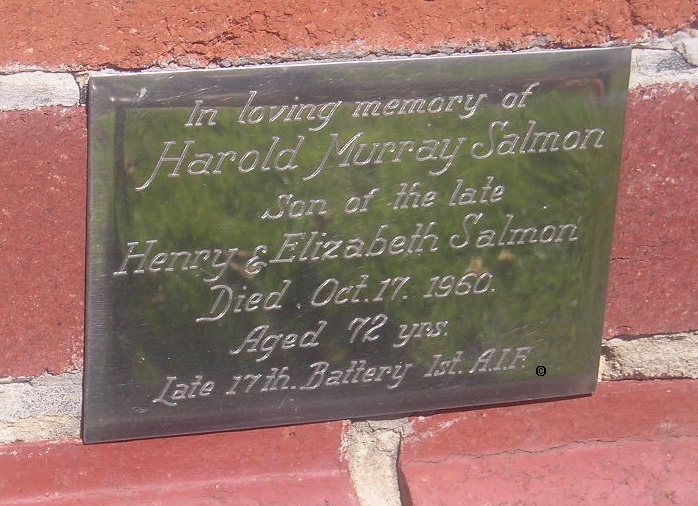 In loving memory of
Harold Murray Salmon
Son of the late
Henry & Elizabeth Salmon
Died Oct. 17. 1960.
Aged 72 yrs.
Late 17th. Battery 1st. A.I.F.
©